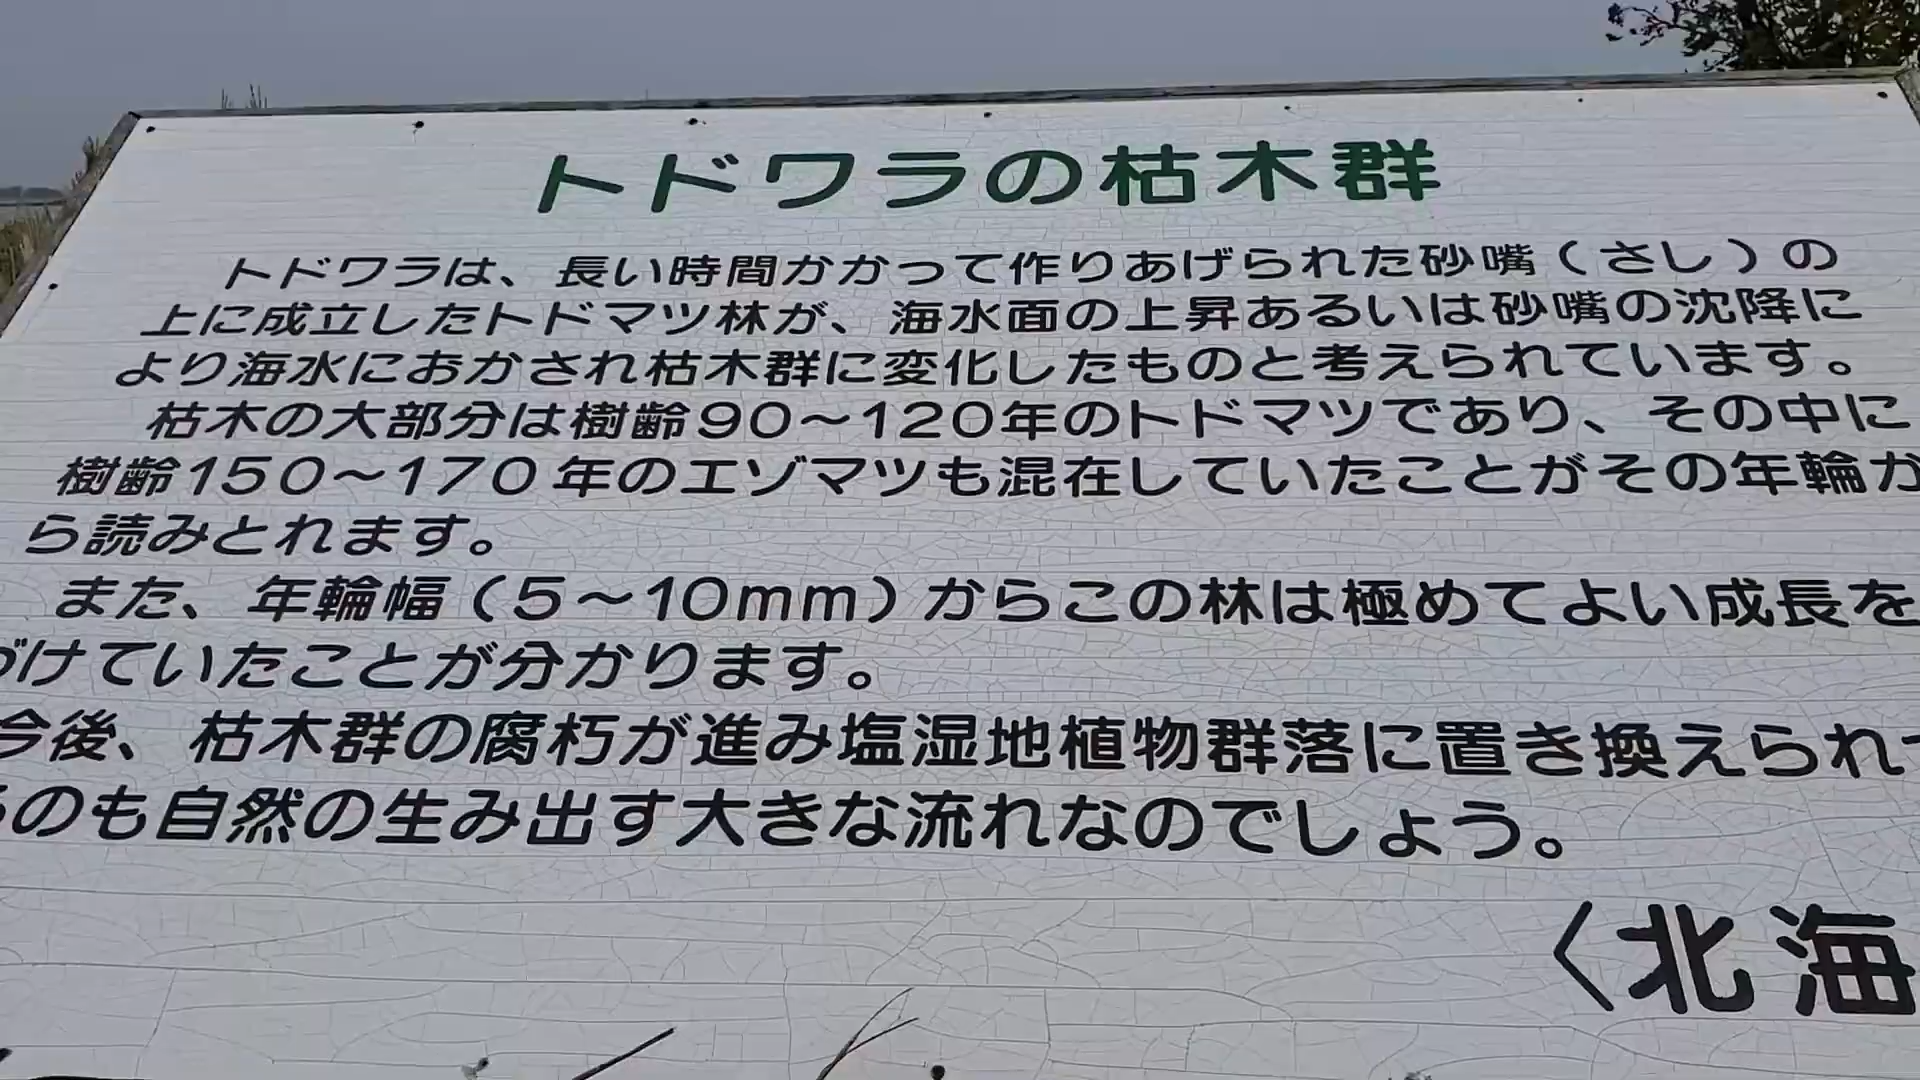 トドワラの枯木群
トドワラは、長い時間かかって作りあげられた砂嘴（さし）の
上に成立したトドマツ林が、海水面の上昇あるいは砂嘴の沈降に
より海水におかされ枯木群に変化したものと考えられています。
枯木の大部分は樹齢90～120年のトドマツであり、その中に
樹齢150～170年のエゾマツも混在していたことがその年輪か
ら読みとれます。
また、年輪幅（5～10mm）からこの林は極めてよい成長を
づけていたことが分かります。
今後、枯木群の腐朽が進み塩湿地植物群落に置き換えられ
のも自然の生み出す大きな流れなのでしょう。
〈北海